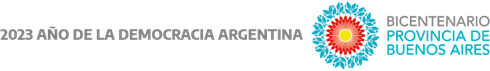 2023 AÑO DE LA DEMOCRACIA ARGENTINA
BICENTENARIO
PROVINCIA DE
BUENOS AIRES